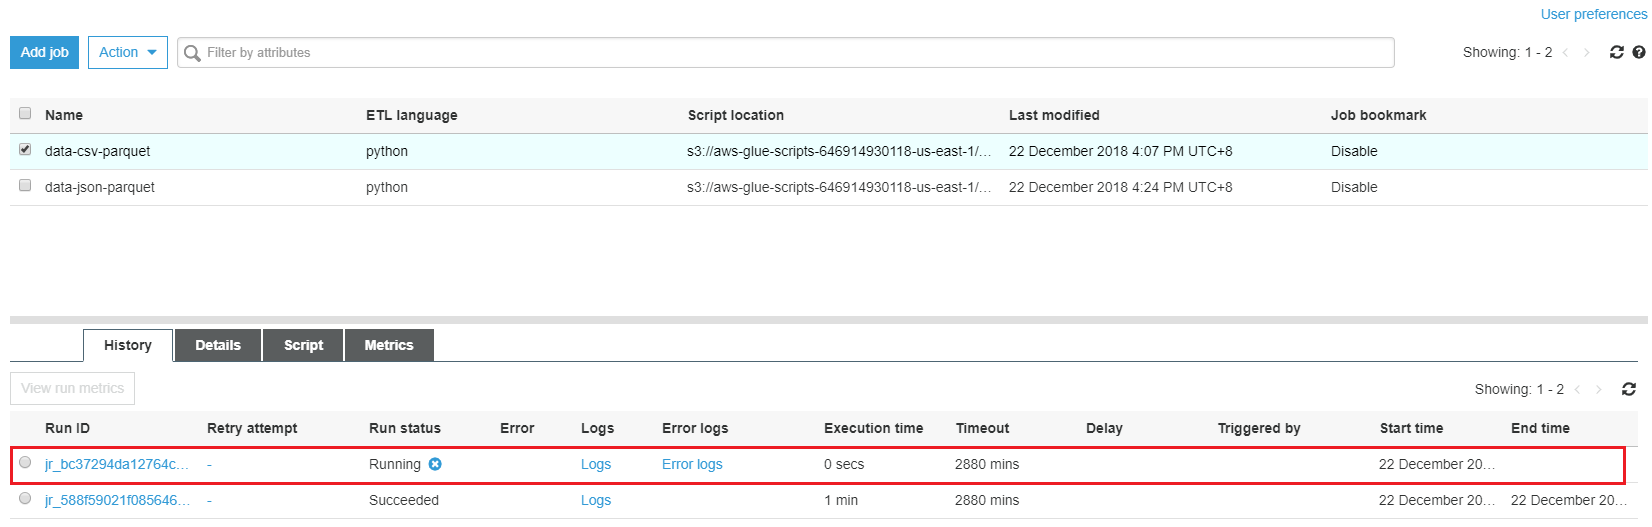 User preferences
Add job Action Filter by attributes Showing: 1 - 2
Name ETL language Script location Last modified Job bookmark
data-csv-parquet python s3://aws-glue-scripts-646914930118-us-east-1/... 22 December 2018 4:07 PM UTC+8 Disable
data-json-parquet python s3://aws-glue-scripts-646914930118-us-east-1/... 22 December 2018 4:24 PM UTC+8 Disable
History Details Script Metrics
View run metrics Showing: 1 - 2
Run ID Retry attempt Run status Error Logs Error logs Execution time Timeout Delay Triggered by Start time End time
jr_bc37294da12764c... - Running Logs Error logs 0 secs 2880 mins 22 December 20...
jr_588f59021f085646... - Succeeded Logs 1 min 2880 mins 22 December 20... 22 December 20...